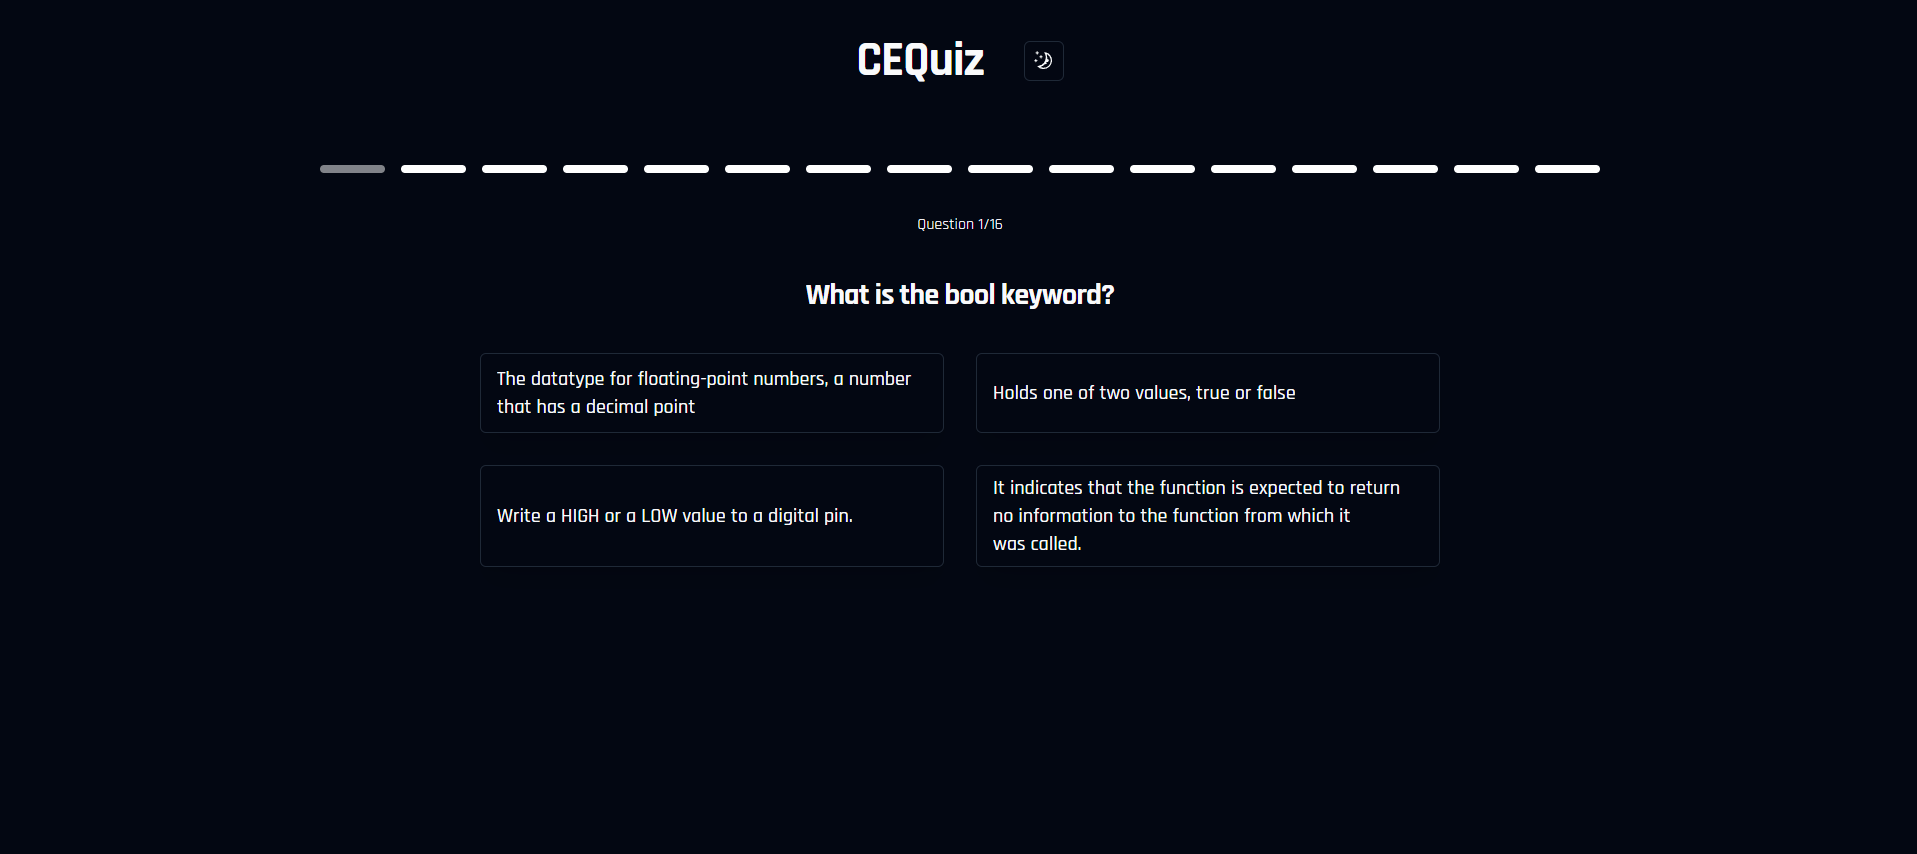 CEQuiz
Question 1/16
What is the bool keyword?
The datatype for floating-point numbers, a number
that has a decimal point
Holds one of two values, true or false
Write a HIGH or a LOW value to a digital pin.
It indicates that the function is expected to return
no information to the function from which it
was called.